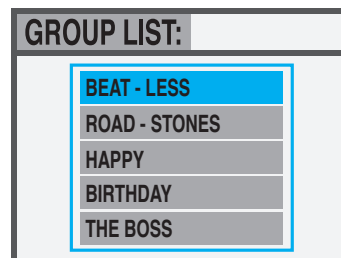 GROUP LIST:
BEAT - LESS
ROAD - STONES
HAPPY
BIRTHDAY
THE BOSS